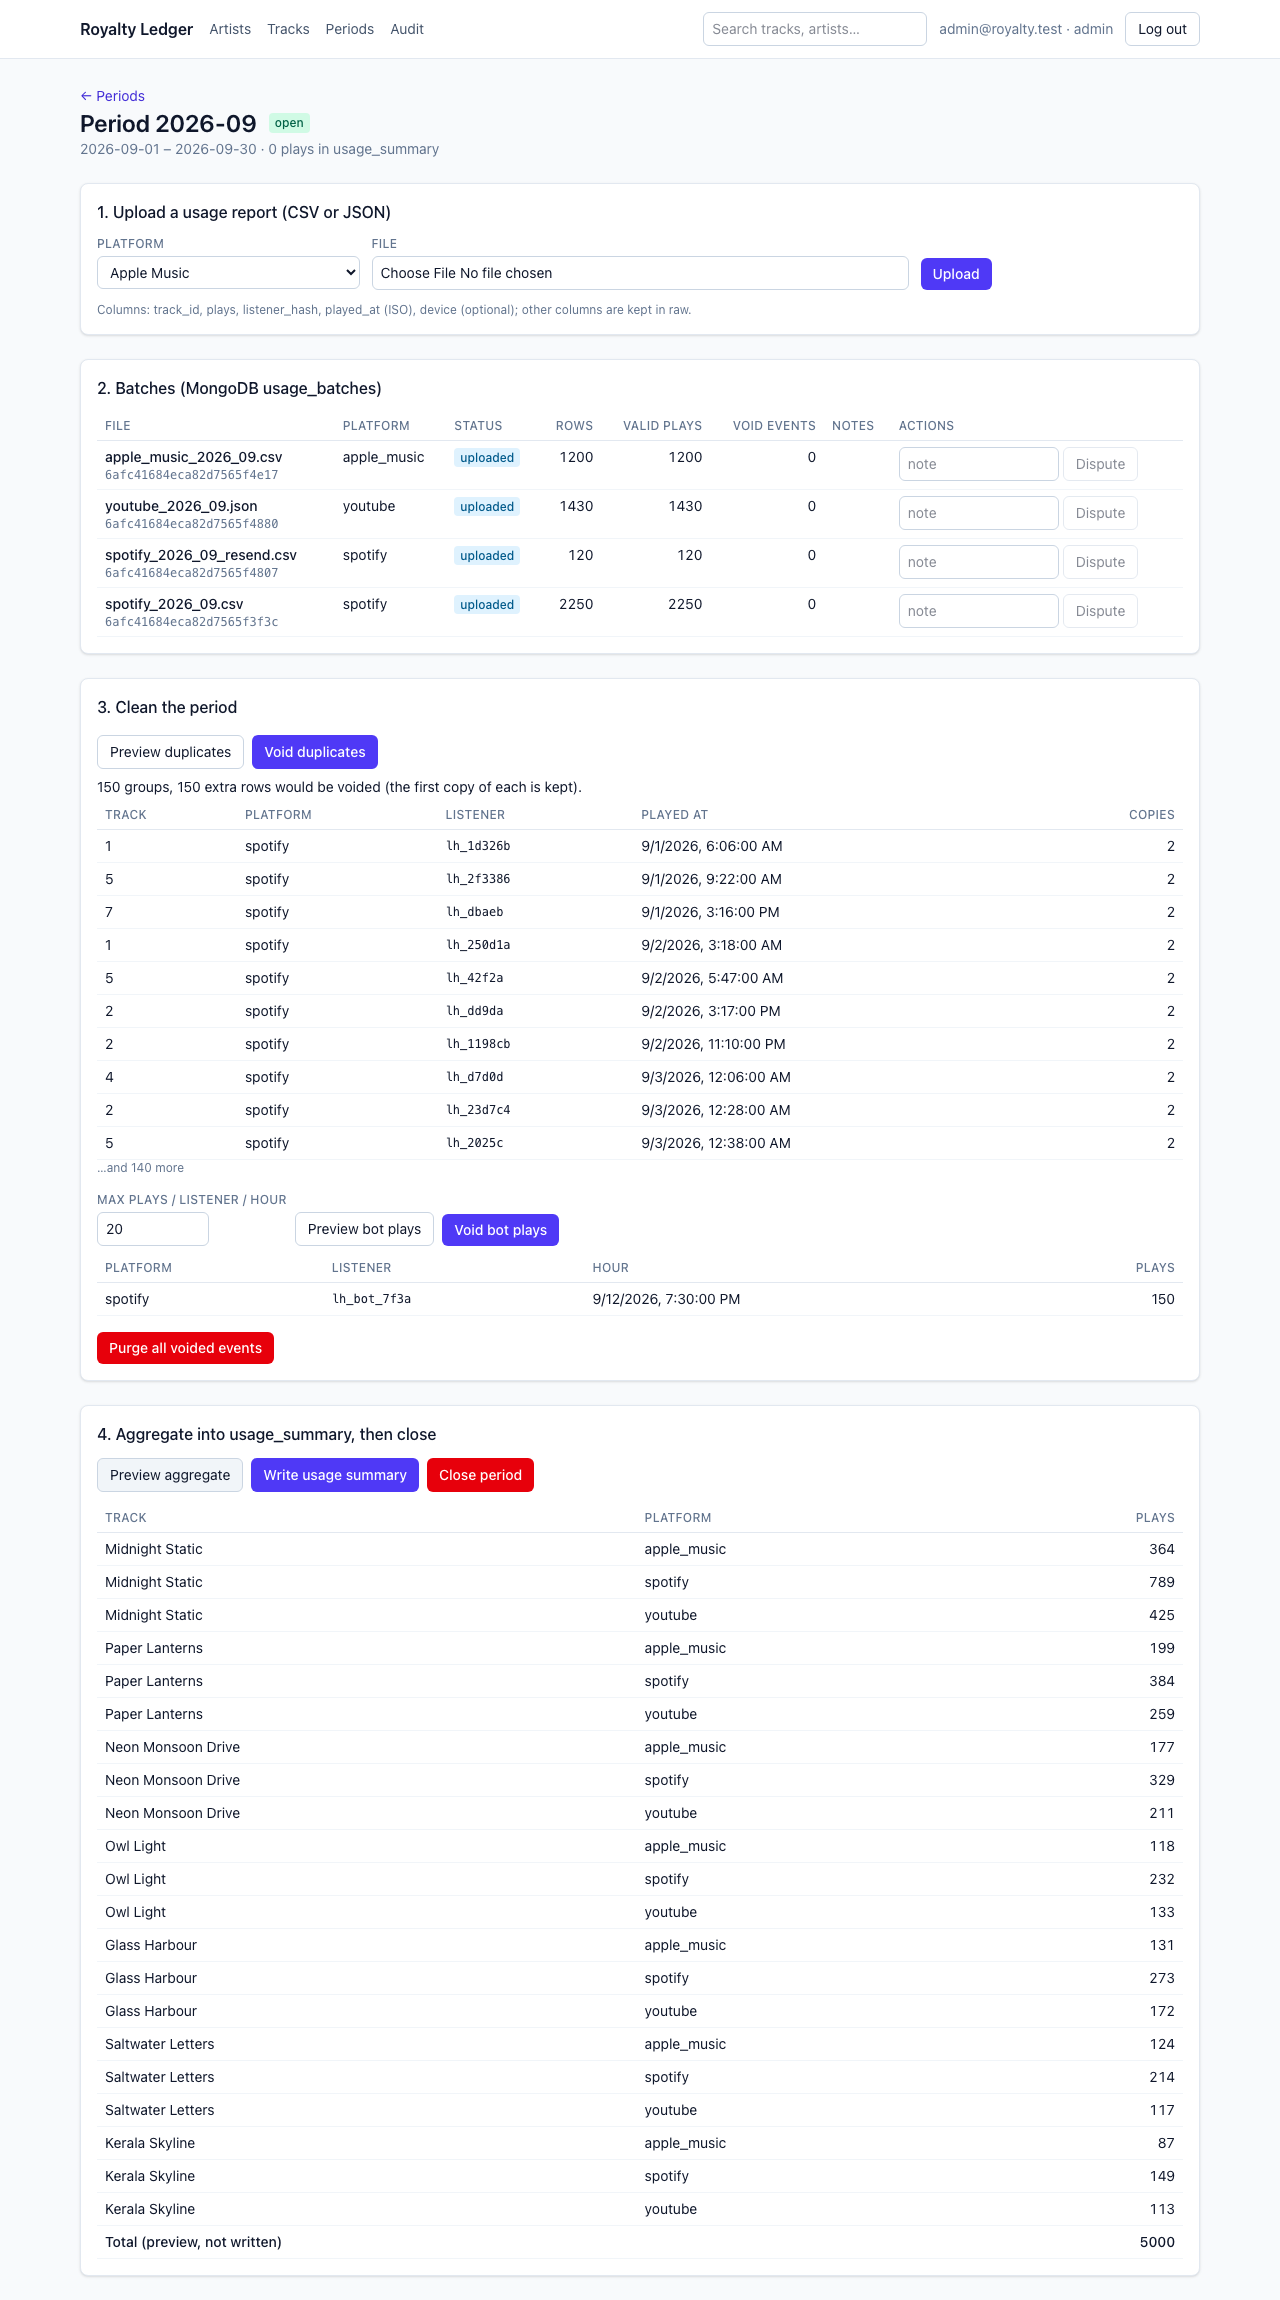 Royalty Ledger Artists Tracks Periods Audit Search tracks, artists... admin@royalty.test · admin Log out
← Periods
Period 2026-09 open
2026-09-01 – 2026-09-30 · 0 plays in usage_summary
1. Upload a usage report (CSV or JSON)
PLATFORM FILE
Apple Music Choose File No file chosen Upload
Columns: track_id, plays, listener_hash, played_at (ISO), device (optional); other columns are kept in raw.
2. Batches (MongoDB usage_batches)
FILE PLATFORM STATUS ROWS VALID PLAYS VOID EVENTS NOTES ACTIONS
apple_music_2026_09.csv apple_music uploaded 1200 1200 0 note Dispute
6afc41684eca82d7565f4e17
youtube_2026_09.json youtube uploaded 1430 1430 0 note Dispute
6afc41684eca82d7565f4880
spotify_2026_09_resend.csv spotify uploaded 120 120 0 note Dispute
6afc41684eca82d7565f4807
spotify_2026_09.csv spotify uploaded 2250 2250 0 note Dispute
6afc41684eca82d7565f3f3c
3. Clean the period
Preview duplicates Void duplicates
150 groups, 150 extra rows would be voided (the first copy of each is kept).
TRACK PLATFORM LISTENER PLAYED AT COPIES
1 spotify lh_1d326b 9/1/2026, 6:06:00 AM 2
5 spotify lh_2f3386 9/1/2026, 9:22:00 AM 2
7 spotify lh_dbaeb 9/1/2026, 3:16:00 PM 2
1 spotify lh_250d1a 9/2/2026, 3:18:00 AM 2
5 spotify lh_42f2a 9/2/2026, 5:47:00 AM 2
2 spotify lh_dd9da 9/2/2026, 3:17:00 PM 2
2 spotify lh_1198cb 9/2/2026, 11:10:00 PM 2
4 spotify lh_d7d0d 9/3/2026, 12:06:00 AM 2
2 spotify lh_23d7c4 9/3/2026, 12:28:00 AM 2
5 spotify lh_2025c 9/3/2026, 12:38:00 AM 2
...and 140 more
MAX PLAYS / LISTENER / HOUR
20 Preview bot plays Void bot plays
PLATFORM LISTENER HOUR PLAYS
spotify lh_bot_7f3a 9/12/2026, 7:30:00 PM 150
Purge all voided events
4. Aggregate into usage_summary, then close
Preview aggregate Write usage summary Close period
TRACK PLATFORM PLAYS
Midnight Static apple_music 364
Midnight Static spotify 789
Midnight Static youtube 425
Paper Lanterns apple_music 199
Paper Lanterns spotify 384
Paper Lanterns youtube 259
Neon Monsoon Drive apple_music 177
Neon Monsoon Drive spotify 329
Neon Monsoon Drive youtube 211
Owl Light apple_music 118
Owl Light spotify 232
Owl Light youtube 133
Glass Harbour apple_music 131
Glass Harbour spotify 273
Glass Harbour youtube 172
Saltwater Letters apple_music 124
Saltwater Letters spotify 214
Saltwater Letters youtube 117
Kerala Skyline apple_music 87
Kerala Skyline spotify 149
Kerala Skyline youtube 113
Total (preview, not written) 5000